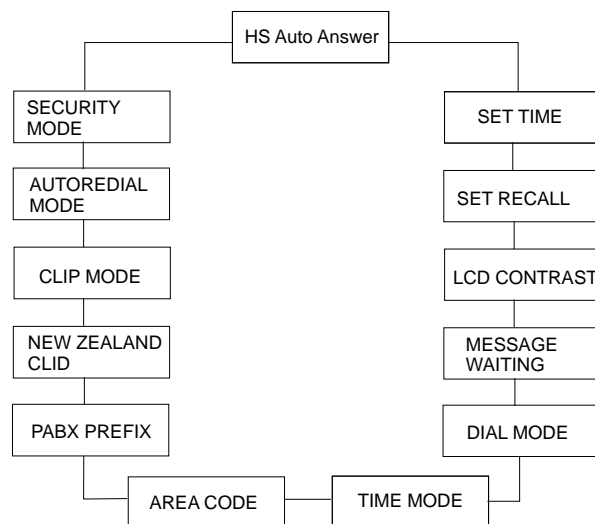 HS Auto Answer
SECURITY
MODE
SET TIME
AUTOREDIAL
MODE
SET RECALL
CLIP MODE
LCD CONTRAST
NEW ZEALAND
CLID
MESSAGE
WAITING
PABX PREFIX
DIAL MODE
AREA CODE
TIME MODE